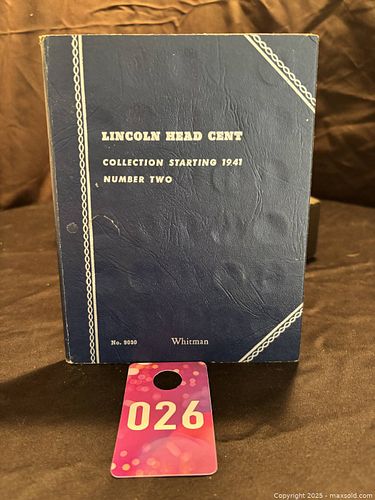 LINCOLN HEAD CENT
COLLECTION STARTING 1941
NUMBER TWO
No. 9030
Whitman
026
Copyright 2025 - maxsold.com